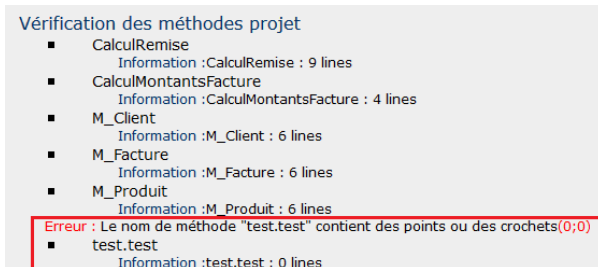 Vérification des méthodes projet
CalculRemise
Information :CalculRemise : 9 lines
CalculMontantsFacture
Information :CalculMontantsFacture : 4 lines
M_Client
Information :M_Client : 6 lines
M_Facture
Information :M_Facture : 6 lines
M_Produit
Information :M_Produit : 6 lines
Erreur : Le nom de méthode "test.test" contient des points ou des crochets(0;0)
test.test
Information :test.test : 0 lines